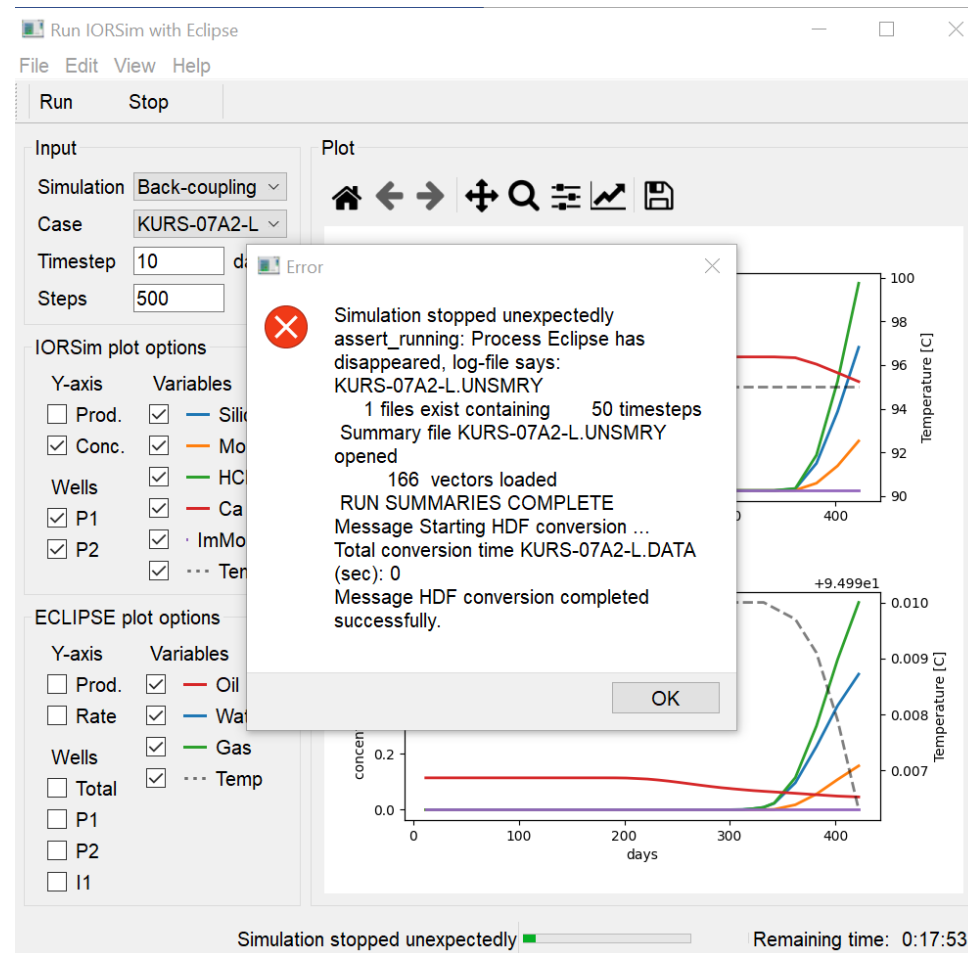 Run IORSim with Eclipse
File Edit View Help
Run Stop
Input
Simulation Back-coupling
Case KURS-07A2-L
Timestep 10
Steps 500
IORSim plot options
Y-axis Variables
Prod.
Conc.
HCl
Wells
Ca
P1
P2
ECLIPSE plot options
Y-axis Variables
Prod. Oil
Rate
Gas
Wells
Temp
Total
P1
P2
I1
Plot
Error
Simulation stopped unexpectedly
assert_running: Process Eclipse has
disappeared, log-file says:
KURS-07A2-L.UNSMRY
1 files exist containing 50 timesteps
Summary file KURS-07A2-L.UNSMRY
opened
166 vectors loaded
RUN SUMMARIES COMPLETE
Message Starting HDF conversion ...
Total conversion time KURS-07A2-L.DATA
(sec): 0
Message HDF conversion completed
successfully.
OK
100
98
96
94
92
90
Temperature [C]
400
+9.499e1
0.010
0.009
0.008
0.007
Temperature [C]
0.2
0.0
0 100 200 300 400
days
Simulation stopped unexpectedly
Remaining time: 0:17:53